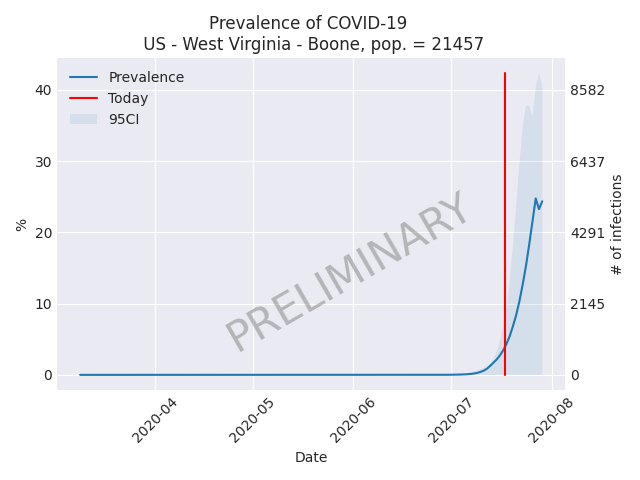 Prevalence of COVID-19
US - West Virginia - Boone, pop. = 21457
Prevalence
Today
95CI
40
30
20
10
0
%
8582
6437
4291
2145
0
# of infections
PRELIMINARY
2020-04
2020-05
2020-06
2020-07
2020-08
Date